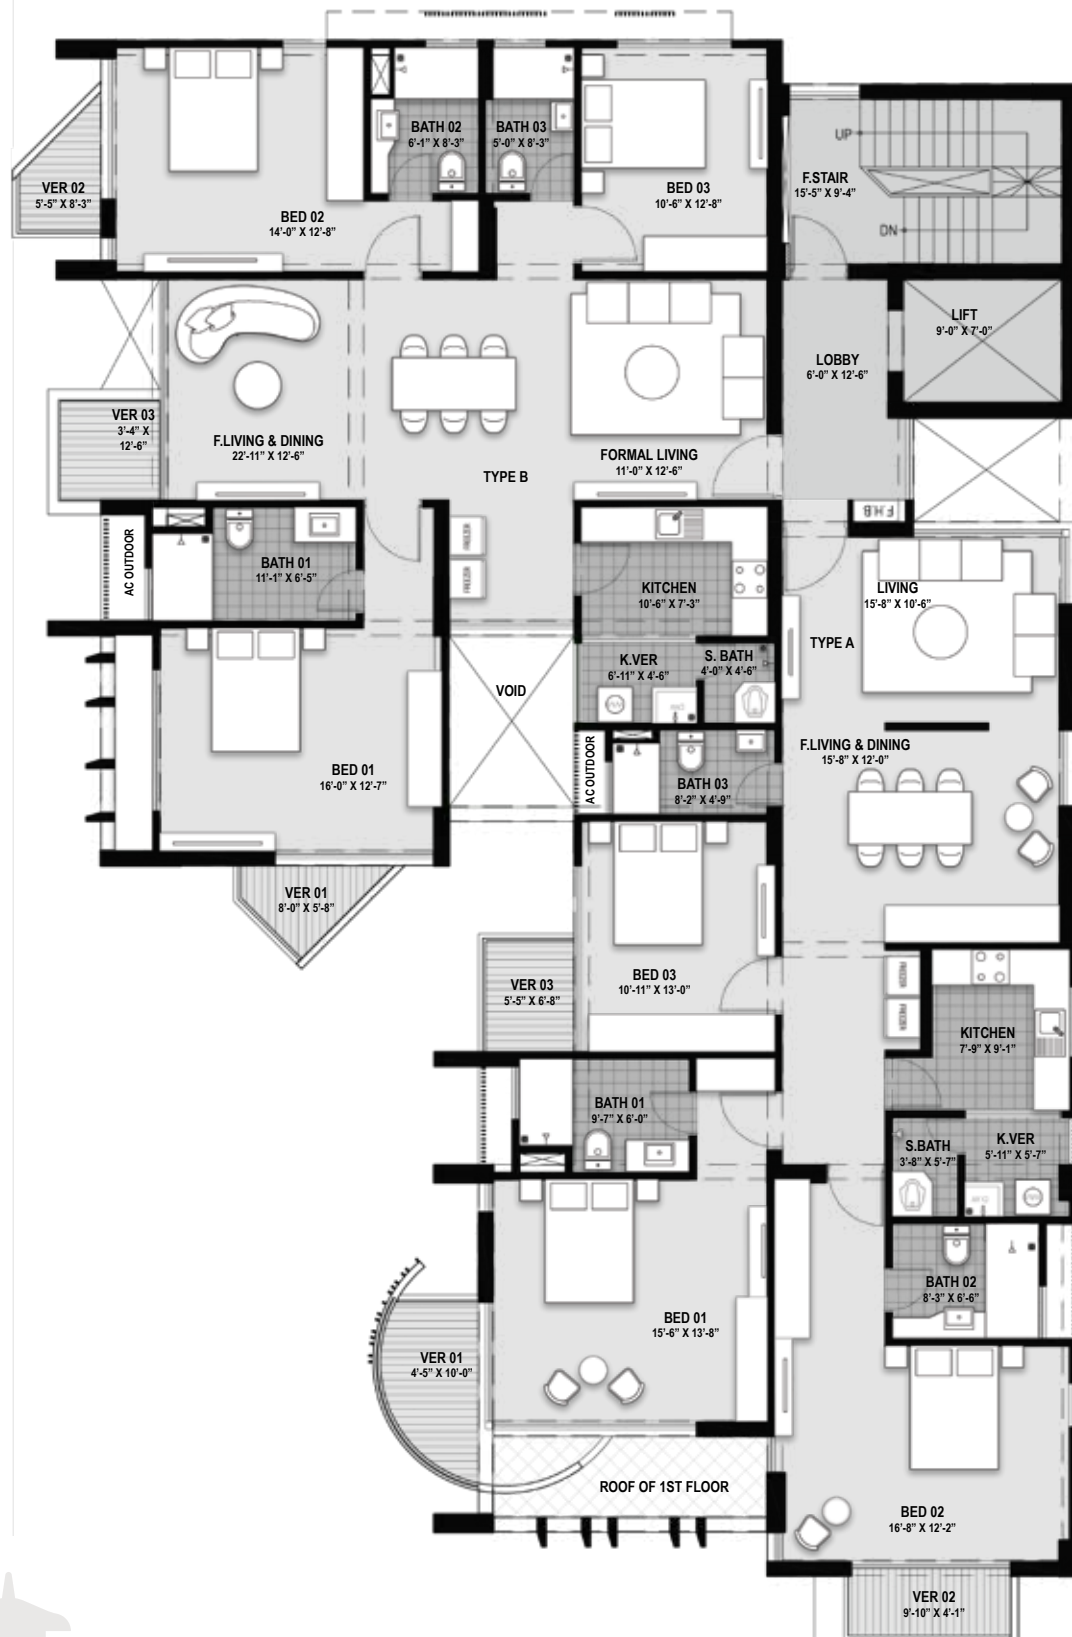 BATH 02
6'-1" X 8'-3"
BATH 03
5'-0" X 8'-3"
UP
VER 02
5'-5" X 8'-3"
BED 02
14'-0" X 12'-8"
BED 03
10'-6" X 12'-8"
F.STAIR
15'-5" X 9'-4"
DN
LIFT
9'-0" X 7'-0"
LOBBY
6'-0" X 12'-6"
VER 03
3'-4" X
12'-6"
F.LIVING & DINING
22'-11" X 12'-6"
TYPE B
FORMAL LIVING
11'-0" X 12'-6"
F.H.B
AC OUTDOOR
BATH 01
11'-1" X 6'-5"
FREEZER
FREEZER
KITCHEN
10'-6" X 7'-3"
LIVING
15'-8" X 10'-6"
TYPE A
K.VER
6'-11" X 4'-6"
S. BATH
4'-0" X 4'-6"
VOID
WM
DW
BED 01
16'-0" X 12'-7"
AC OUTDOOR
BATH 03
8'-2" X 4'-9"
F.LIVING & DINING
15'-8" X 12'-0"
VER 01
8'-0" X 5'-8"
VER 03
5'-5" X 6'-8"
BED 03
10'-11" X 13'-0"
FREEZER
FREEZER
KITCHEN
7'-9" X 9'-1"
BATH 01
9'-7" X 6'-0"
S.BATH
3'-8" X 5'-7"
K.VER
5'-11" X 5'-7"
DW
WM
BATH 02
8'-3" X 6'-6"
BED 01
15'-6" X 13'-8"
VER 01
4'-5" X 10'-0"
ROOF OF 1ST FLOOR
BED 02
16'-8" X 12'-2"
VER 02
9'-10" X 4'-1"